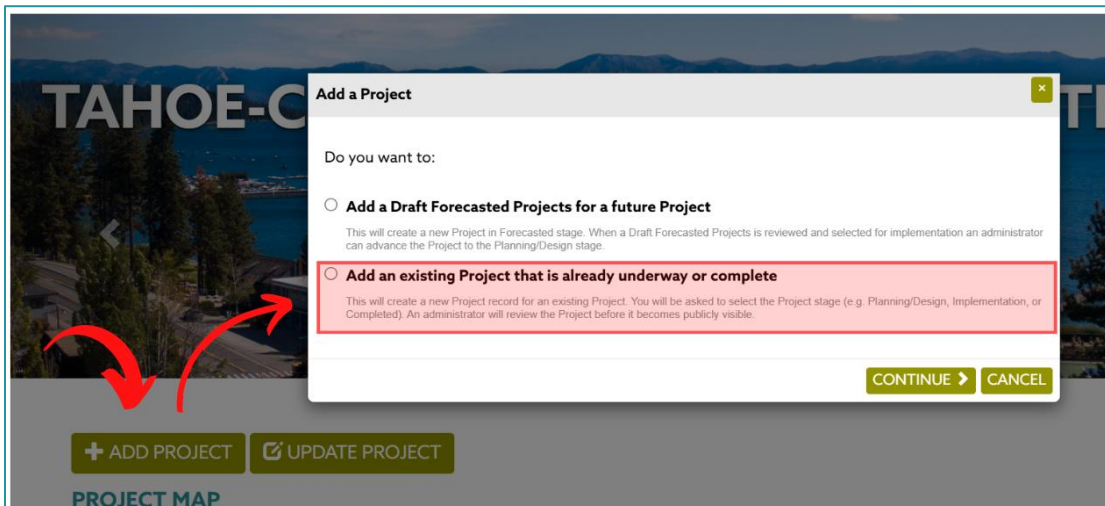 TAHOE-C
TI
Add a Project
×
Do you want to:
Add a Draft Forecasted Projects for a future Project
This will create a new Project in Forecasted stage. When a Draft Forecasted Projects is reviewed and selected for implementation an administrator
can advance the Project to the Planning/Design stage.
Add an existing Project that is already underway or complete
This will create a new Project record for an existing Project. You will be asked to select the Project stage (e.g. Planning/Design, Implementation, or
Completed). An administrator will review the Project before it becomes publicly visible.
CONTINUE CANCEL
ADD PROJECT UPDATE PROJECT
PROJECT MAP